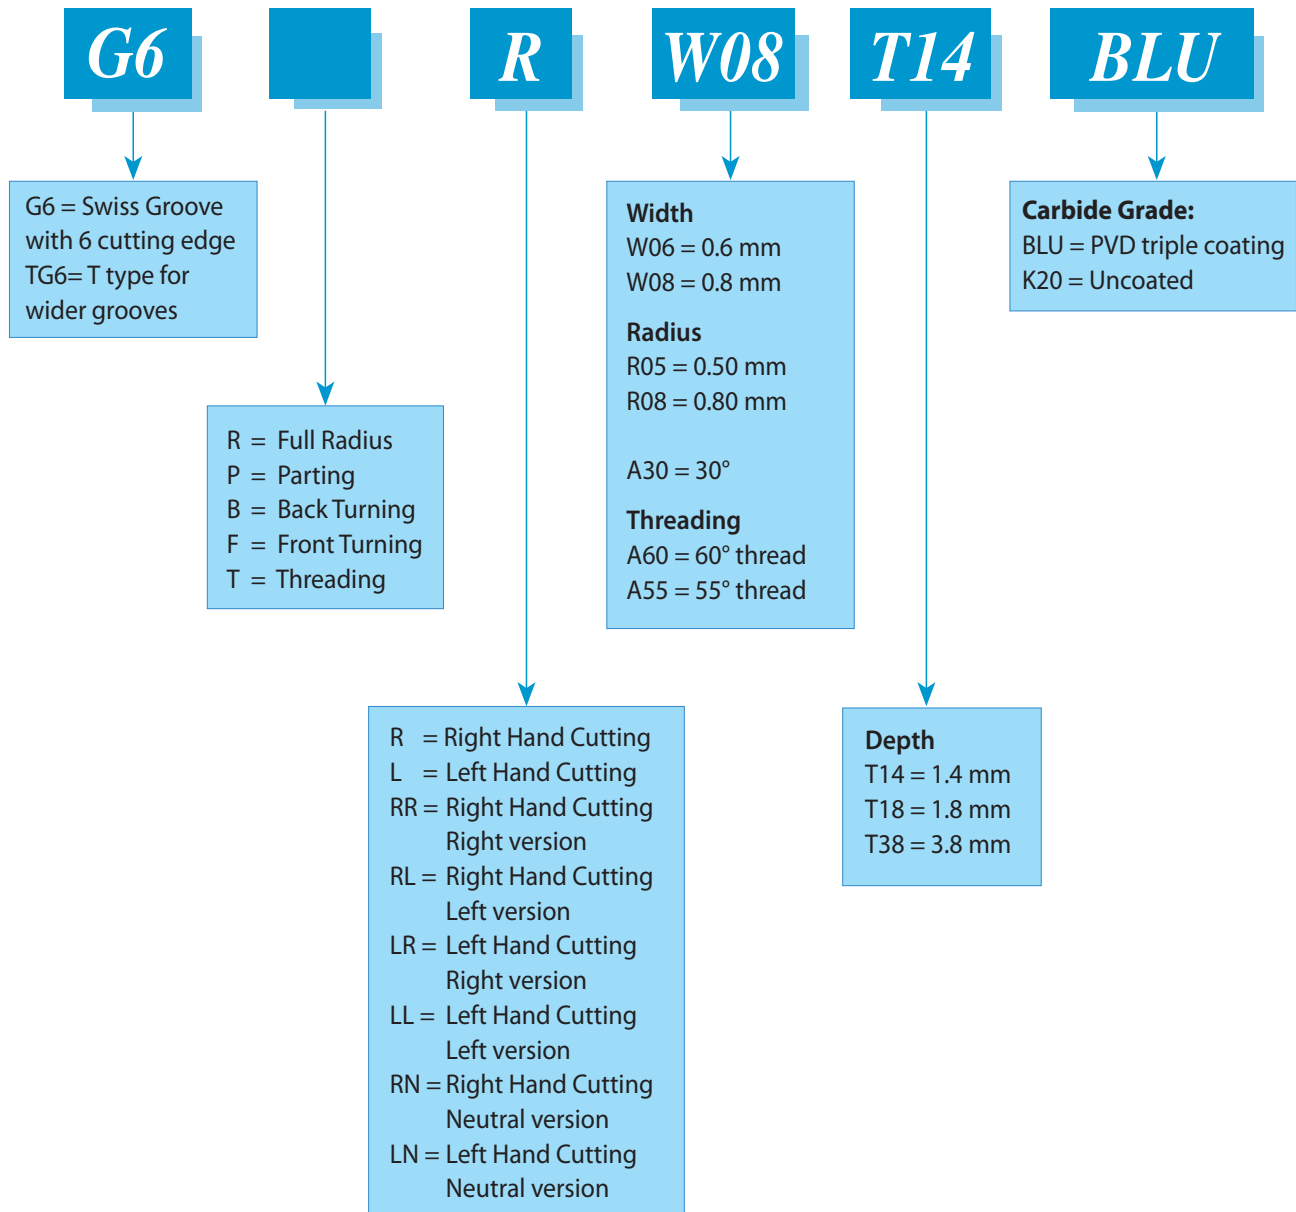 G6 R W08 T14 BLU
G6 = Swiss Groove
with 6 cutting edge
TG6= T type for
wider grooves
R = Full Radius
P = Parting
B = Back Turning
F = Front Turning
T = Threading
R = Right Hand Cutting
L = Left Hand Cutting
RR = Right Hand Cutting
Right version
RL = Right Hand Cutting
Left version
LR = Left Hand Cutting
Right version
LL = Left Hand Cutting
Left version
RN = Right Hand Cutting
Neutral version
LN = Left Hand Cutting
Neutral version
Width
W06 = 0.6 mm
W08 = 0.8 mm
Radius
R05 = 0.50 mm
R08 = 0.80 mm
A30 = 30°
Threading
A60 = 60° thread
A55 = 55° thread
Depth
T14 = 1.4 mm
T18 = 1.8 mm
T38 = 3.8 mm
Carbide Grade:
BLU = PVD triple coating
K20 = Uncoated